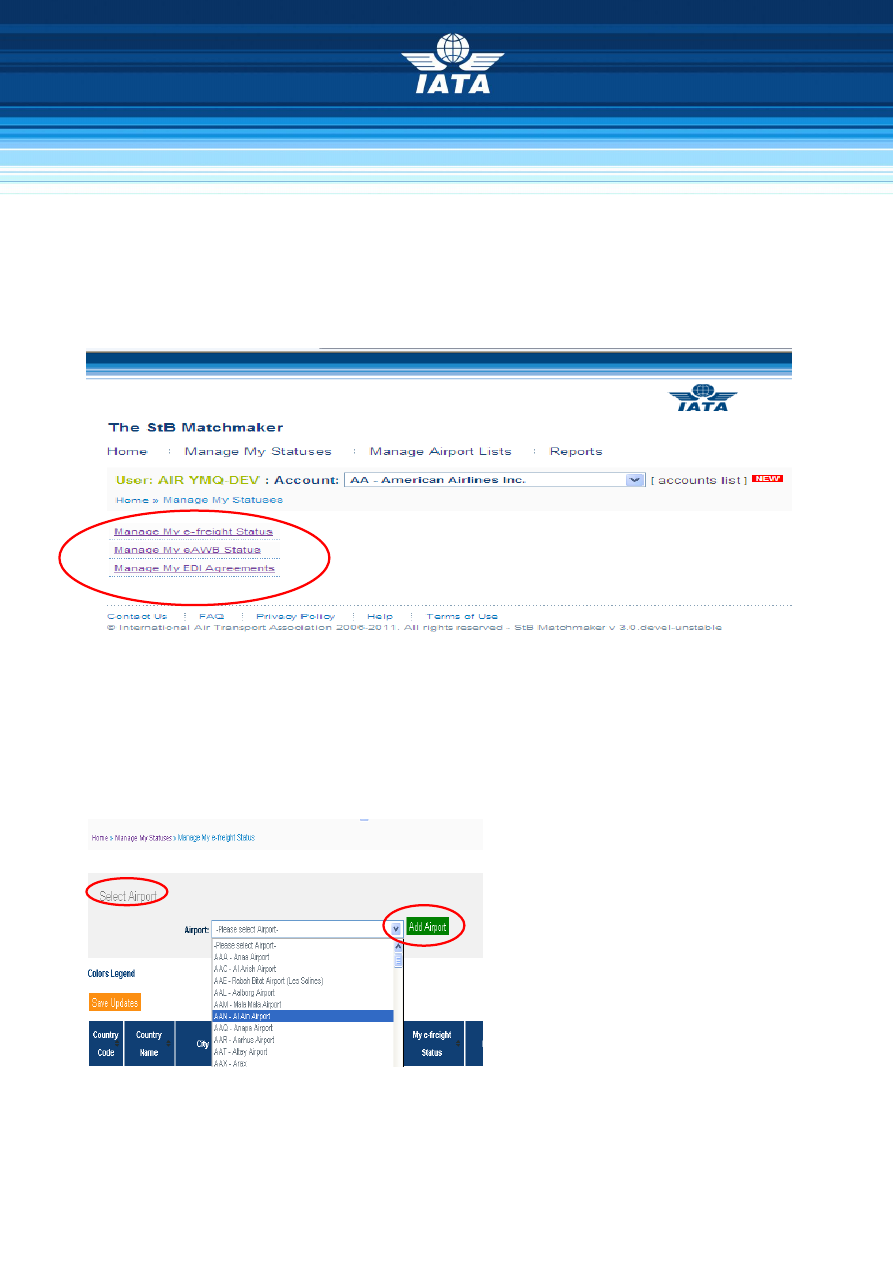 IATA
IATA
The StB Matchmaker
Home : Manage My Statuses : Manage Airport Lists : Reports
User: AIR YMQ-DEV : Account: AA - American Airlines Inc. [ accounts list ] NEW
Home » Manage My Statuses
Manage My e-freight Status
Manage My eAWB Status
Manage My EDI Agreements
Contact Us : FAQ : Privacy Policy : Help : Terms of Use
© International Air Transport Association 2006-2011. All rights reserved - StB Matchmaker v 3.0.devel-unstable
Home » Manage My Statuses » Manage My e-freight Status
Select Airport
Airport: -Please select Airport- Add Airport
-Please select Airport-
AAA - Anaa Airport
AAC - Al Arish Airport
AAE - Rabah Bitat Airport (Les Salines)
AAL - Aalborg Airport
AAM - Mala Mala Airport
AAN - Al Ain Airport
AAQ - Anapa Airport
AAR - Aarhus Airport
AAT - Altay Airport
AAX - Arax
Colors Legend
Save Updates
Country Code
Country Name
City
My e-freight Status